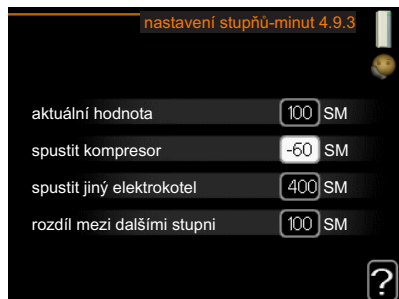 nastavení stupňů-minut 4.9.3
aktuální hodnota 100 SM
spustit kompresor -60 SM
spustit jiný elektrokotel 400 SM
rozdíl mezi dalšími stupni 100 SM
?